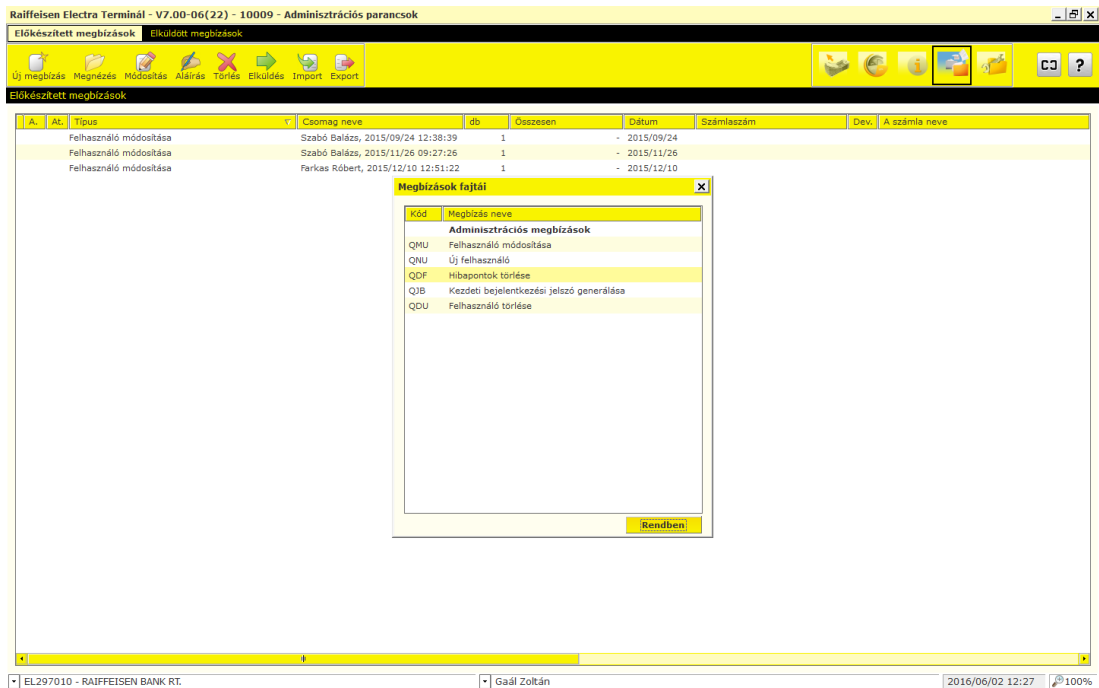 Raiffeisen Electra Terminál - V7.00-06(22) - 10009 - Adminisztrációs parancsok
Előkészített megbízások Elküldött megbízások
Új megbízás Megnézés Módosítás Aláírás Törlés Elküldés Import Export
Előkészített megbízások
A. At. Típus Csomag neve db Összesen Dátum Számlaszám Dev. A számla neve
Felhasználó módosítása Szabó Balázs, 2015/09/24 12:38:39 1 - 2015/09/24
Felhasználó módosítása Szabó Balázs, 2015/11/26 09:27:26 1 - 2015/11/26
Felhasználó módosítása Farkas Róbert, 2015/12/10 12:51:22 1 - 2015/12/10
Megbízások fajtái
Kód Megbízás neve
Adminisztrációs megbízások
QMU Felhasználó módosítása
QNU Új felhasználó
QDF Hibapontok törlése
QJB Kezdeti bejelentkezési jelszó generálása
QDU Felhasználó törlése
Rendben
EL297010 - RAIFFEISEN BANK RT. Gaál Zoltán 2016/06/02 12:27 100%